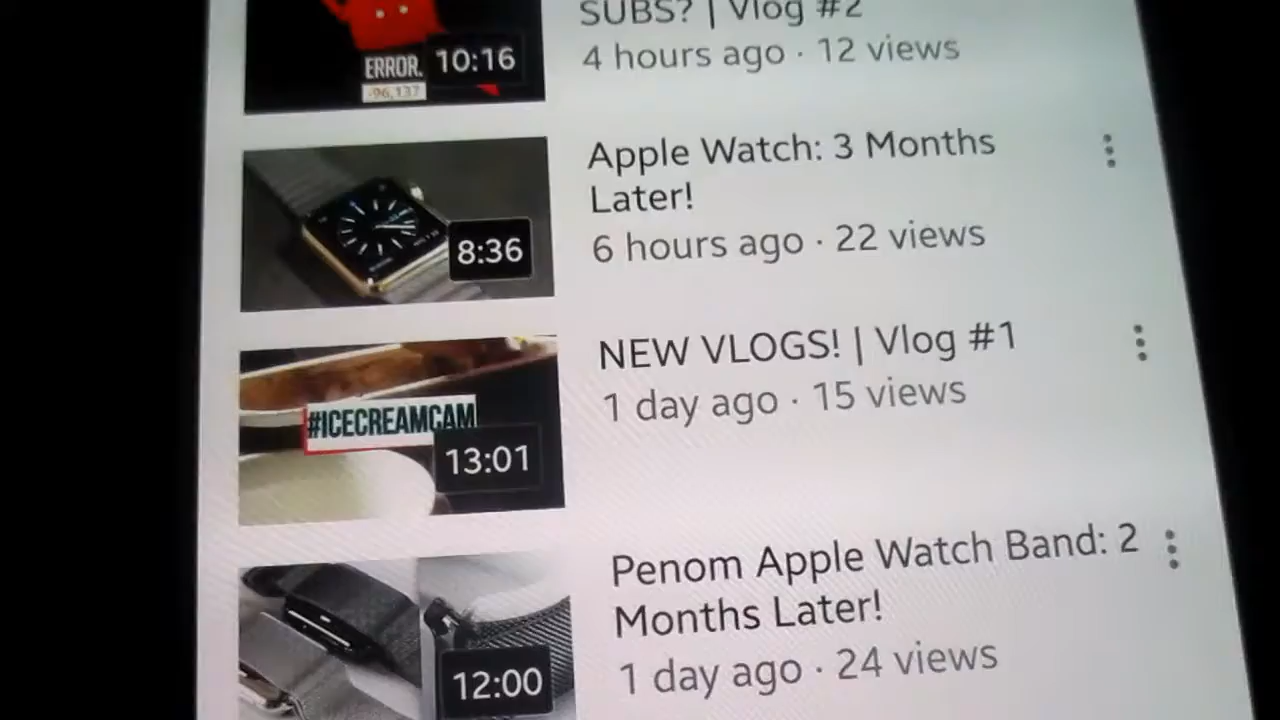 SUBS? | Vlog #2
4 hours ago · 12 views
ERROR.
-96,137
10:16
Apple Watch: 3 Months
Later!
6 hours ago · 22 views
8:36
NEW VLOGS! | Vlog #1
1 day ago · 15 views
#ICECREAMCAM
13:01
Penom Apple Watch Band: 2
Months Later!
1 day ago · 24 views
12:00